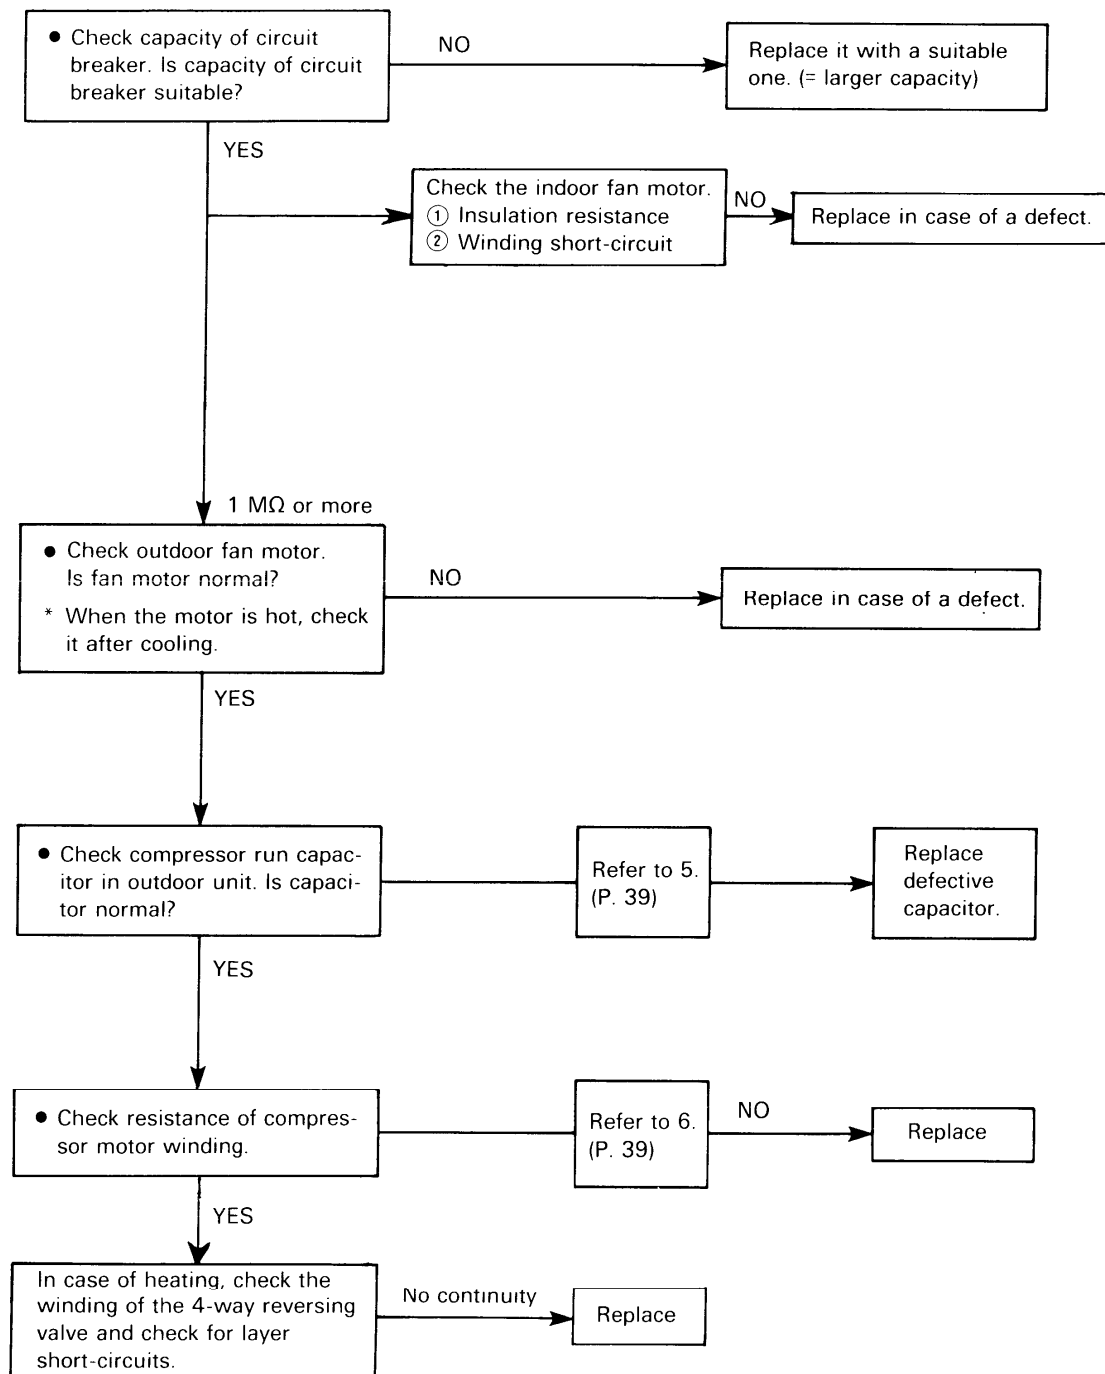 ● Check capacity of circuit
breaker. Is capacity of circuit
breaker suitable?
NO
Replace it with a suitable
one. (= larger capacity)
YES
Check the indoor fan motor.
① Insulation resistance
② Winding short-circuit
NO
Replace in case of a defect.
1 MΩ or more
● Check outdoor fan motor.
Is fan motor normal?
* When the motor is hot, check
it after cooling.
NO
Replace in case of a defect.
YES
● Check compressor run capac-
itor in outdoor unit. Is capaci-
tor normal?
Refer to 5.
(P. 39)
Replace
defective
capacitor.
YES
● Check resistance of compres-
sor motor winding.
Refer to 6.
(P. 39)
NO
Replace
YES
In case of heating, check the
winding of the 4-way reversing
valve and check for layer
short-circuits.
No continuity
Replace